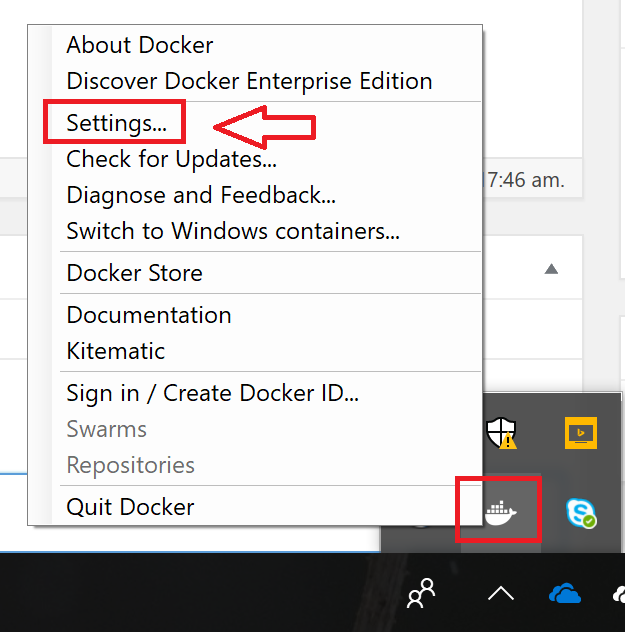 About Docker
Discover Docker Enterprise Edition
Settings...
Check for Updates...
7:46 am.
Diagnose and Feedback...
Switch to Windows containers...
Docker Store
Documentation
Kitematic
Sign in / Create Docker ID...
Swarms
Repositories
Quit Docker